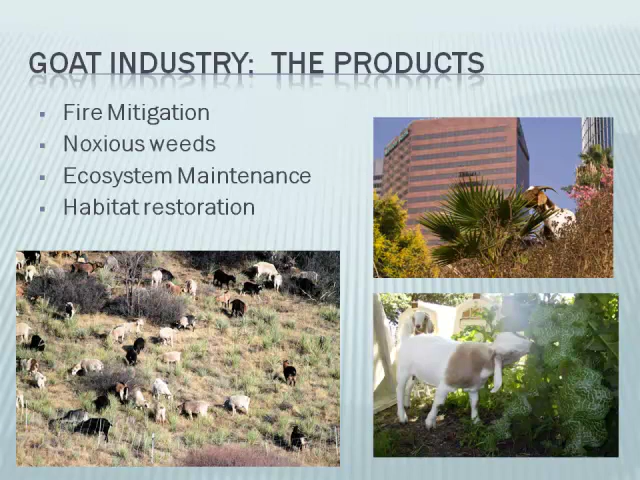 GOAT INDUSTRY: THE PRODUCTS
Fire Mitigation
Noxious weeds
Ecosystem Maintenance
Habitat restoration